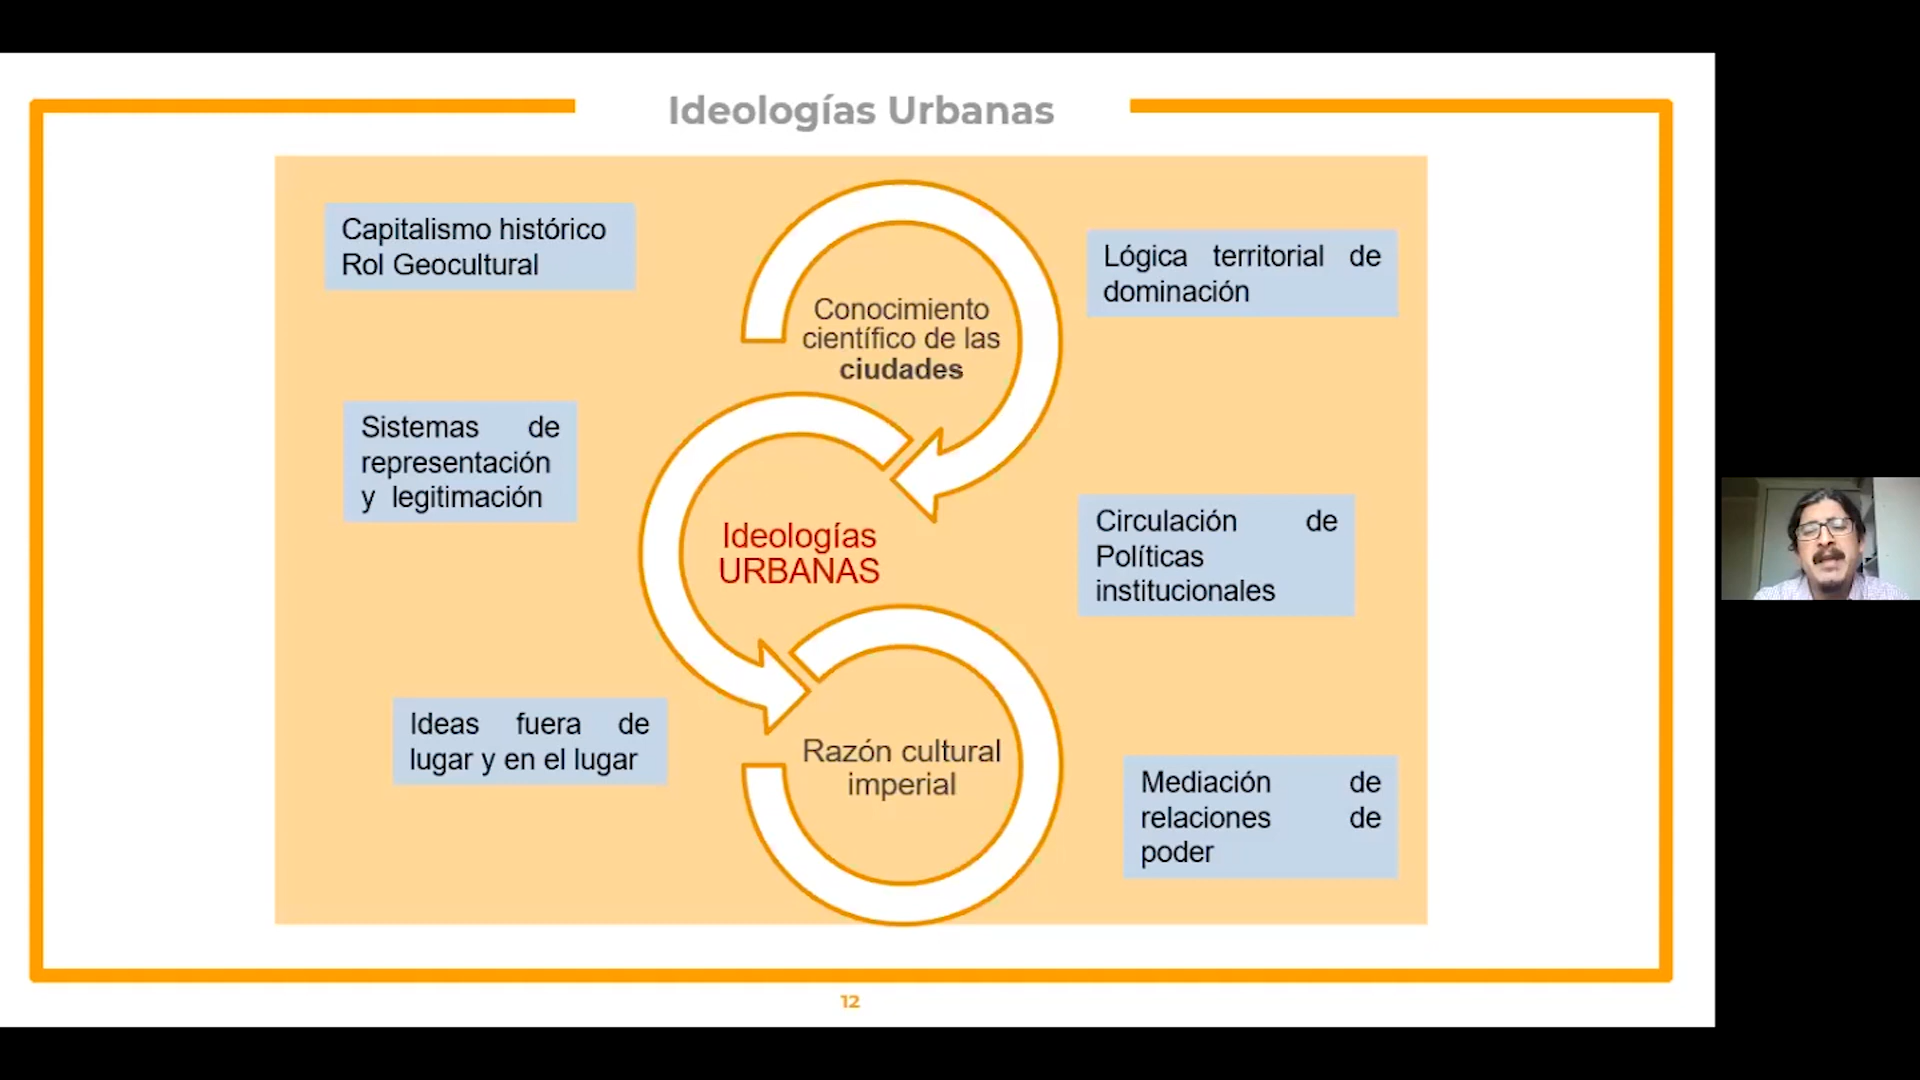 Ideologías Urbanas
Capitalismo histórico
Rol Geocultural
Lógica territorial de
dominación
Conocimiento
científico de las
ciudades
Sistemas de
representación
y legitimación
Ideologías
URBANAS
Circulación de
Políticas
institucionales
Ideas fuera de
lugar y en el lugar
Razón cultural
imperial
Mediación de
relaciones de
poder
12